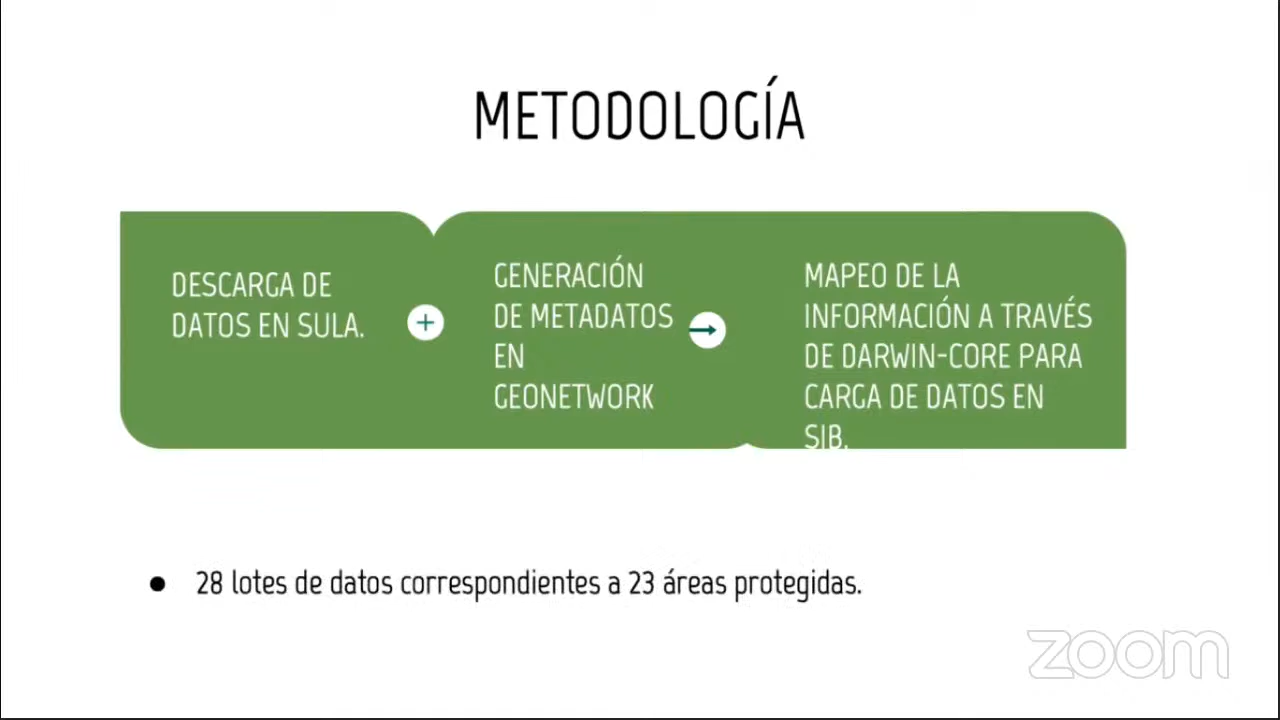 METODOLOGÍA
DESCARGA DE
DATOS EN SULA.
+
GENERACIÓN
DE METADATOS
EN
GEONETWORK
→
MAPEO DE LA
INFORMACIÓN A TRAVÉS
DE DARWIN-CORE PARA
CARGA DE DATOS EN
SIB.
● 28 lotes de datos correspondientes a 23 áreas protegidas.
zoom